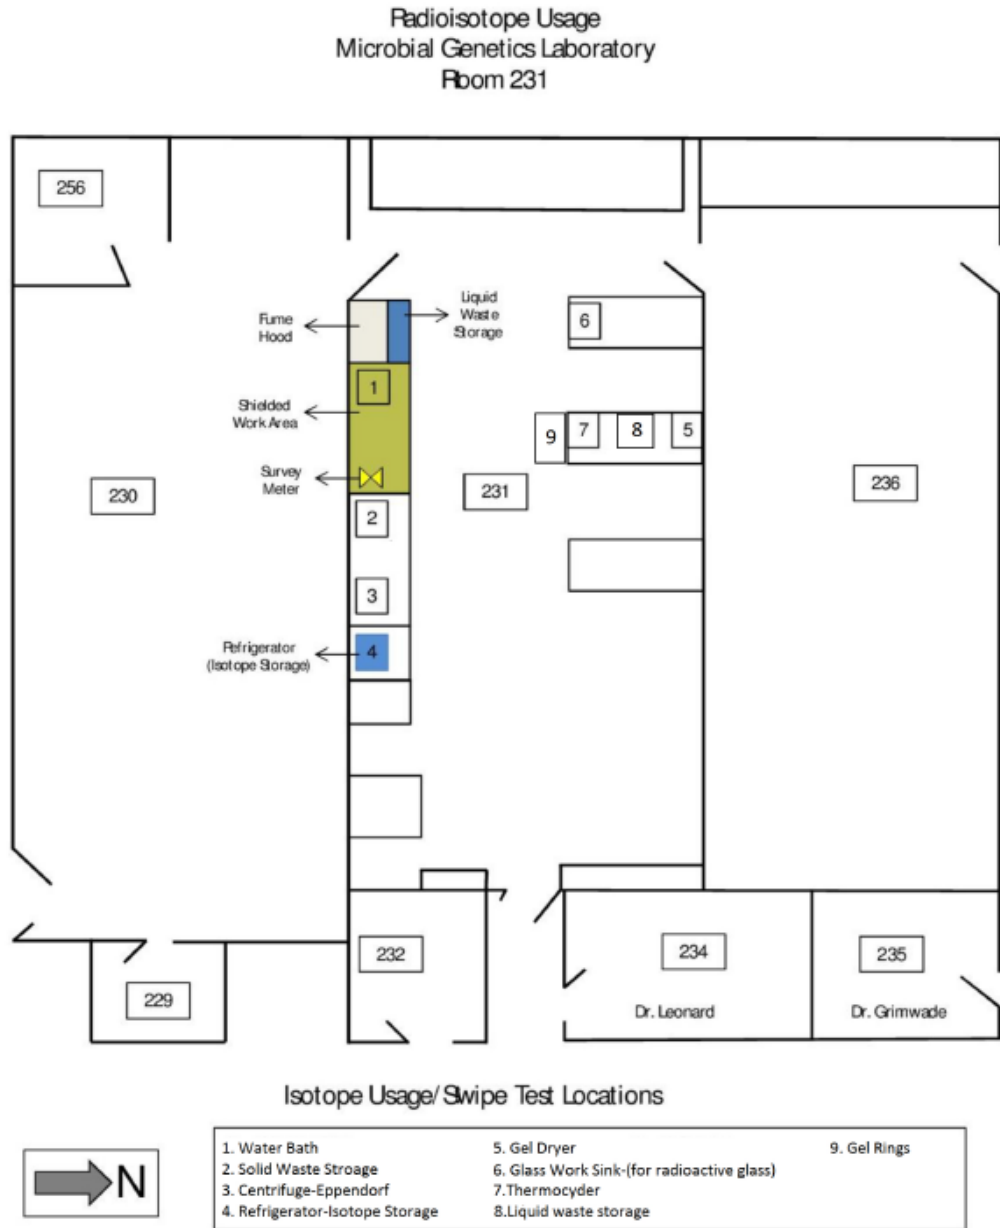 Radioisotope Usage
Microbial Genetics Laboratory
Room 231
256
Fume
Hood
Liquid
Waste
Storage
6
1
Shielded
Work Area
9
7
8
5
Survey
Meter
230
231
236
2
3
Refrigerator
(Isotope Storage)
4
232
234
235
229
Dr. Leonard
Dr. Grimwade
Isotope Usage/ Swipe Test Locations
N
1. Water Bath
2. Solid Waste Stroage
3. Centrifuge-Eppendorf
4. Refrigerator-Isotope Storage
5. Gel Dryer
6. Glass Work Sink-(for radioactive glass)
7.Thermocyder
8.Liquid waste storage
9. Gel Rings